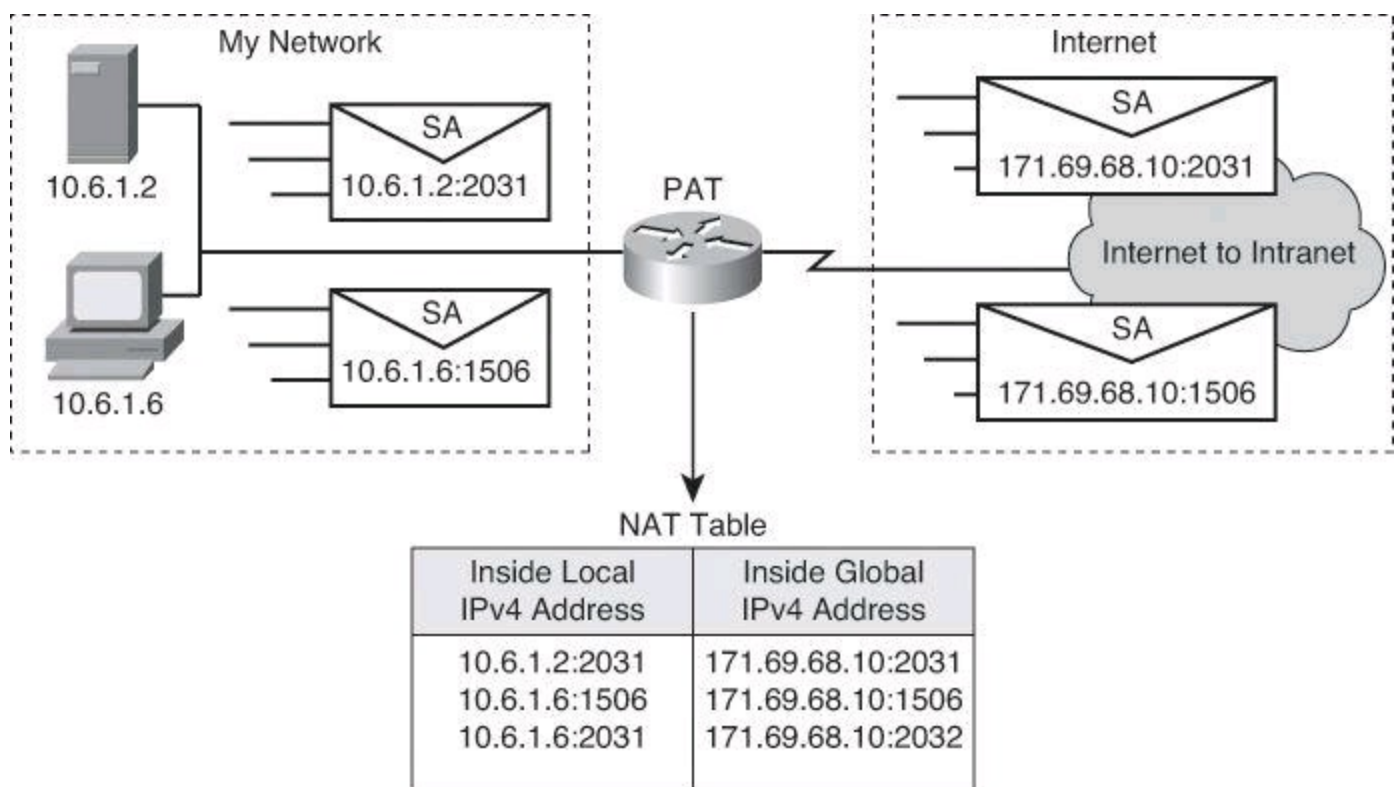 My Network
10.6.1.2
SA
10.6.1.2:2031
10.6.1.6
SA
10.6.1.6:1506
PAT
Internet
SA
171.69.68.10:2031
Internet to Intranet
SA
171.69.68.10:1506
NAT Table
Inside Local
IPv4 Address
Inside Global
IPv4 Address
10.6.1.2:2031 171.69.68.10:2031
10.6.1.6:1506 171.69.68.10:1506
10.6.1.6:2031 171.69.68.10:2032